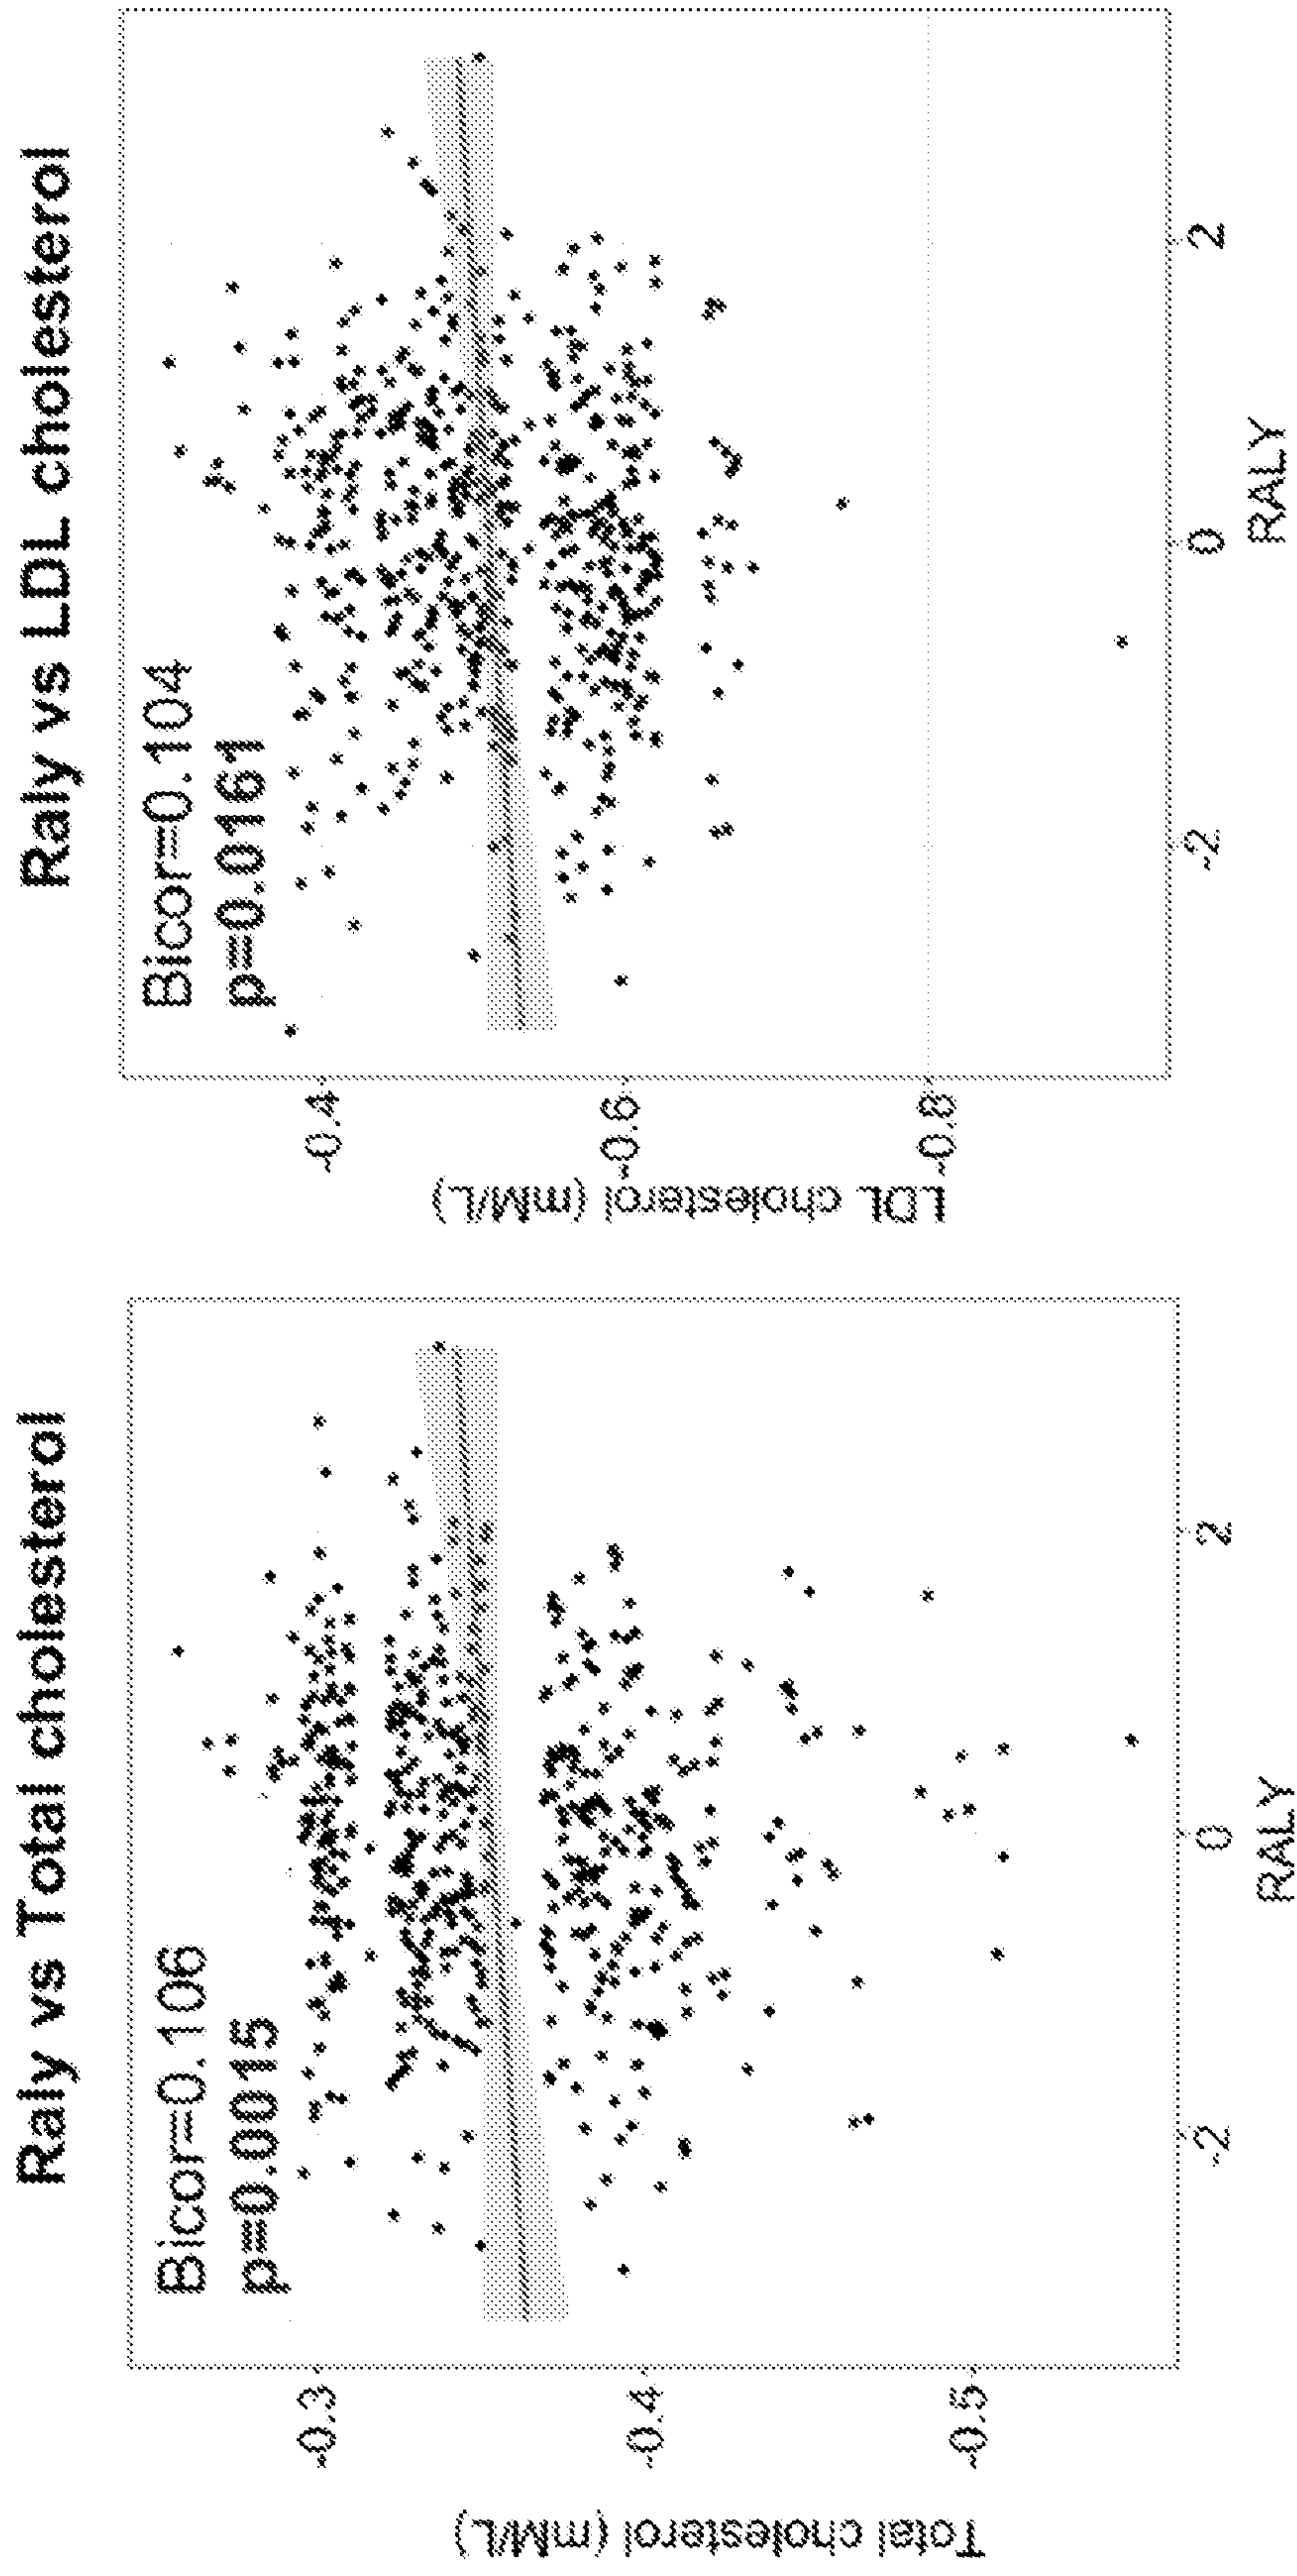 Raly vs Total cholesterol
Bicor=0.106
p=0.0015
Total cholesterol (mM/L)
-0.3
-0.4
-0.5
-2
0
2
RALY
Raly vs LDL cholesterol
Bicor=0.104
p=0.0161
LDL cholesterol (mM/L)
-0.4
-0.6
-0.8
-2
0
2
RALY